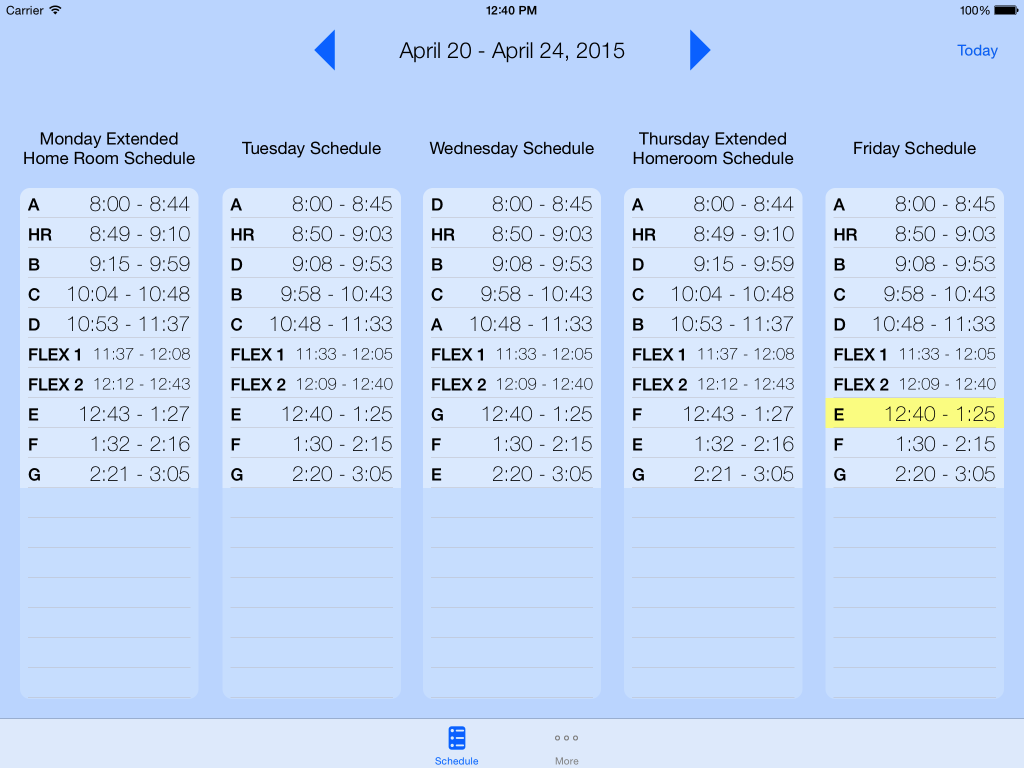 Carrier 12:40 PM 100%
April 20 - April 24, 2015 Today
Monday Extended
Home Room Schedule
A 8:00 - 8:44
HR 8:49 - 9:10
B 9:15 - 9:59
C 10:04 - 10:48
D 10:53 - 11:37
FLEX 1 11:37 - 12:08
FLEX 2 12:12 - 12:43
E 12:43 - 1:27
F 1:32 - 2:16
G 2:21 - 3:05
Tuesday Schedule
A 8:00 - 8:45
HR 8:50 - 9:03
D 9:08 - 9:53
B 9:58 - 10:43
C 10:48 - 11:33
FLEX 1 11:33 - 12:05
FLEX 2 12:09 - 12:40
E 12:40 - 1:25
F 1:30 - 2:15
G 2:20 - 3:05
Wednesday Schedule
D 8:00 - 8:45
HR 8:50 - 9:03
B 9:08 - 9:53
C 9:58 - 10:43
A 10:48 - 11:33
FLEX 1 11:33 - 12:05
FLEX 2 12:09 - 12:40
G 12:40 - 1:25
F 1:30 - 2:15
E 2:20 - 3:05
Thursday Extended
Homeroom Schedule
A 8:00 - 8:44
HR 8:49 - 9:10
D 9:15 - 9:59
C 10:04 - 10:48
B 10:53 - 11:37
FLEX 1 11:37 - 12:08
FLEX 2 12:12 - 12:43
F 12:43 - 1:27
E 1:32 - 2:16
G 2:21 - 3:05
Friday Schedule
A 8:00 - 8:45
HR 8:50 - 9:03
B 9:08 - 9:53
C 9:58 - 10:43
D 10:48 - 11:33
FLEX 1 11:33 - 12:05
FLEX 2 12:09 - 12:40
E 12:40 - 1:25
F 1:30 - 2:15
G 2:20 - 3:05
Schedule More